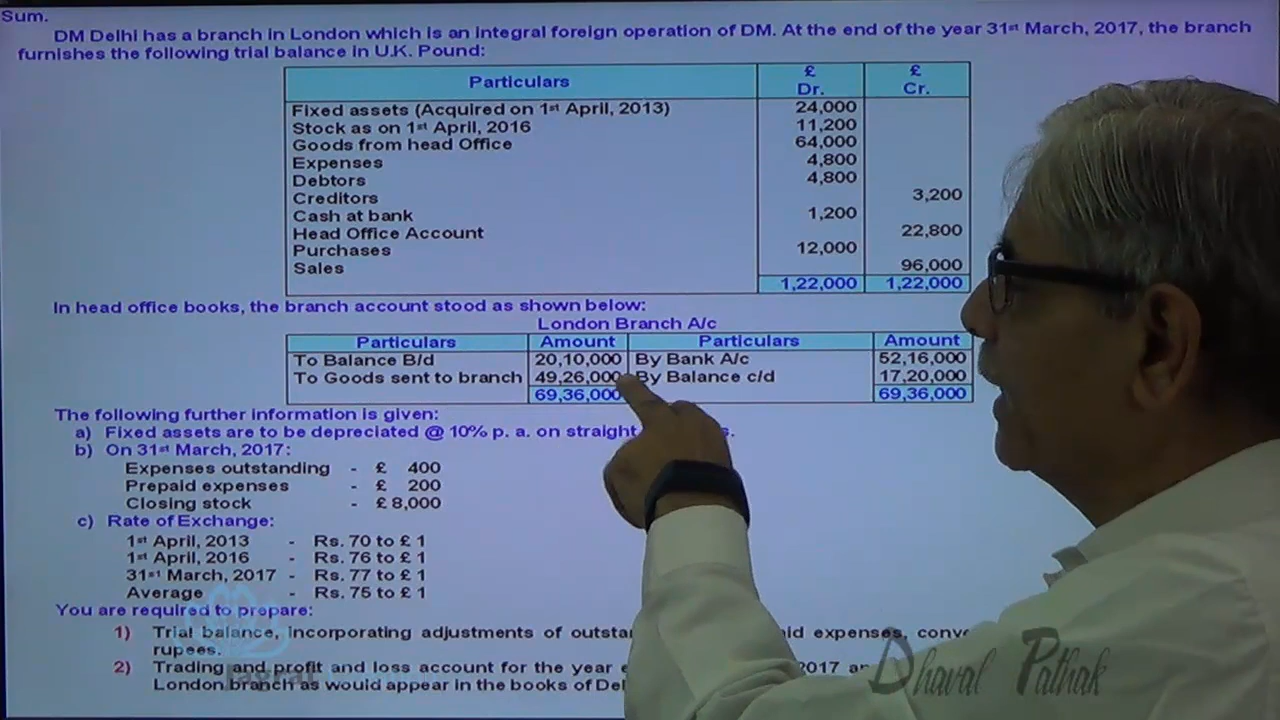 Sum.
DM Delhi has a branch in London which is an integral foreign operation of DM. At the end of the year 31st March, 2017, the branch
furnishes the following trial balance in U.K. Pound:
Particulars £ Dr. £ Cr.
Fixed assets (Acquired on 1st April, 2013) 24,000
Stock as on 1st April, 2016 11,200
Goods from head Office 64,000
Expenses 4,800
Debtors 4,800
Creditors 3,200
Cash at bank 1,200
Head Office Account 22,800
Purchases 12,000
Sales 96,000
1,22,000 1,22,000
In head office books, the branch account stood as shown below:
London Branch A/c
Particulars Amount Particulars Amount
To Balance B/d 20,10,000 By Bank A/c 52,16,000
To Goods sent to branch 49,26,000 By Balance c/d 17,20,000
69,36,000 69,36,000
The following further information is given:
a) Fixed assets are to be depreciated @ 10% p. a. on straight
b) On 31st March, 2017:
Expenses outstanding - £ 400
Prepaid expenses - £ 200
Closing stock - £ 8,000
c) Rate of Exchange:
1st April, 2013 - Rs. 70 to £ 1
1st April, 2016 - Rs. 76 to £ 1
31st March, 2017 - Rs. 77 to £ 1
Average - Rs. 75 to £ 1
You are required to prepare:
1) Trial balance, incorporating adjustments of expenses,
rupees.
2) Trading and profit and loss account for the year 2017
London branch as would appear in the books of
Dhaval Pathak